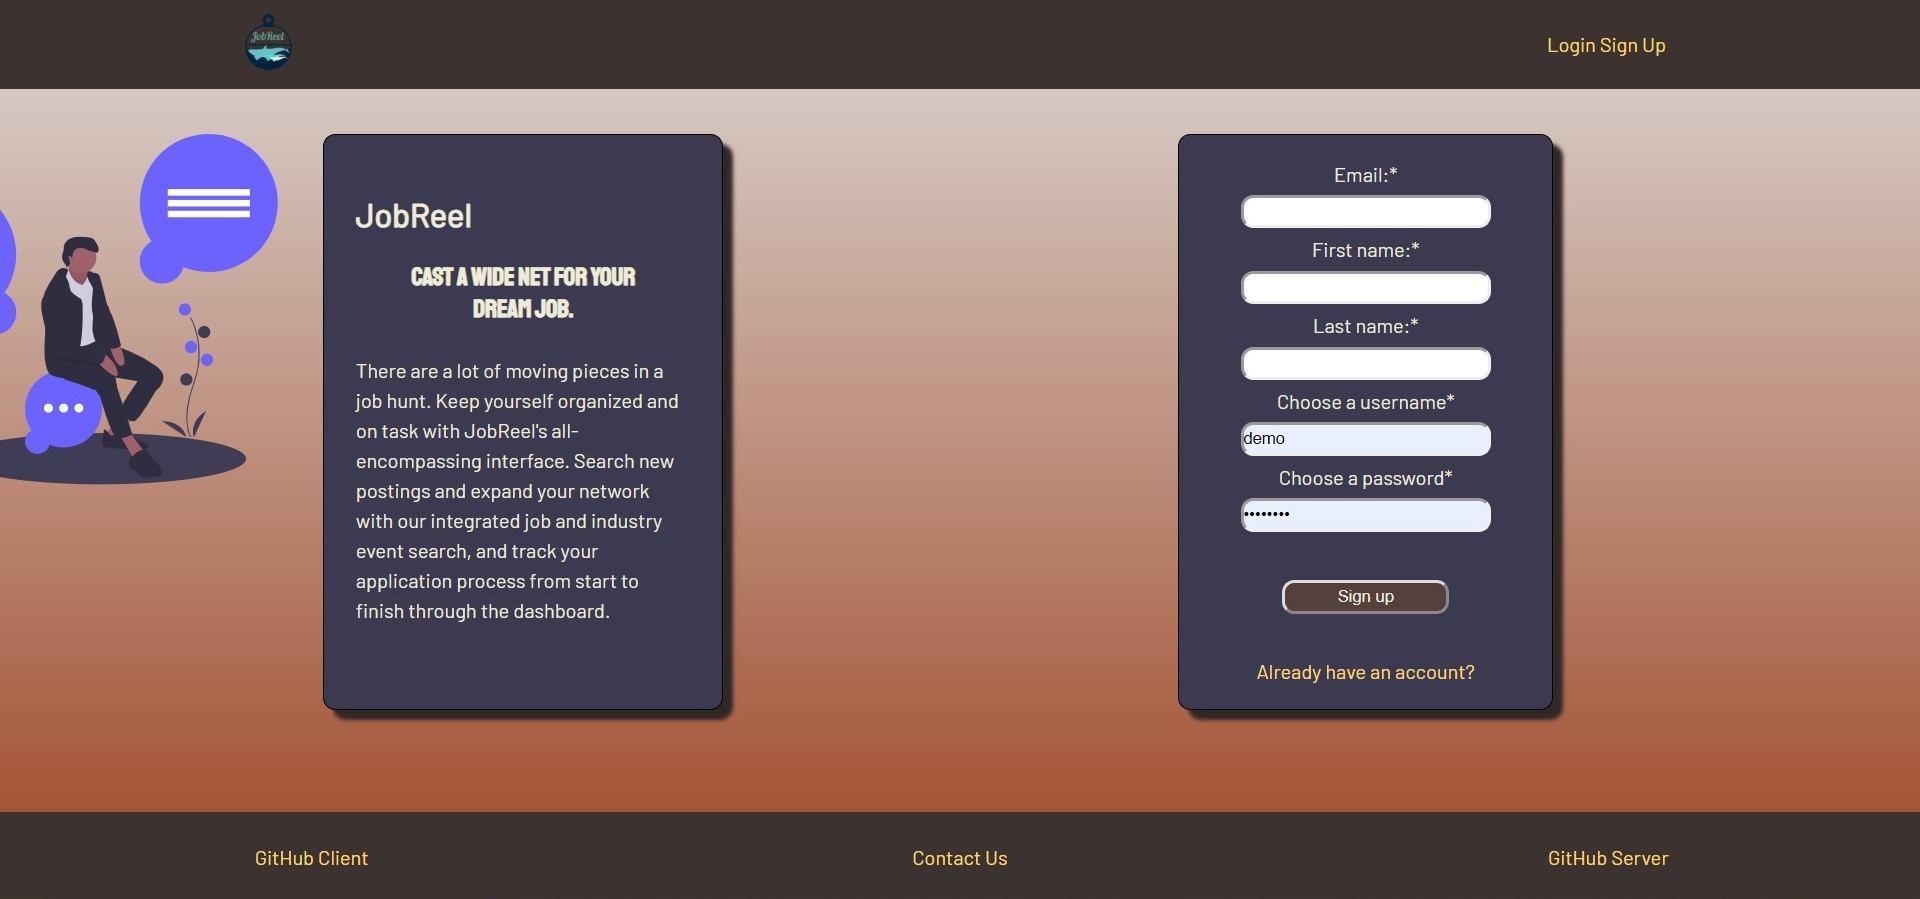 JobReel
Login Sign Up
JobReel
CAST A WIDE NET FOR YOUR
DREAM JOB.
There are a lot of moving pieces in a
job hunt. Keep yourself organized and
on task with JobReel's all-
encompassing interface. Search new
postings and expand your network
with our integrated job and industry
event search, and track your
application process from start to
finish through the dashboard.
Email:*
First name:*
Last name:*
Choose a username*
demo
Choose a password*
••••••••
Sign up
Already have an account?
GitHub Client
Contact Us
GitHub Server